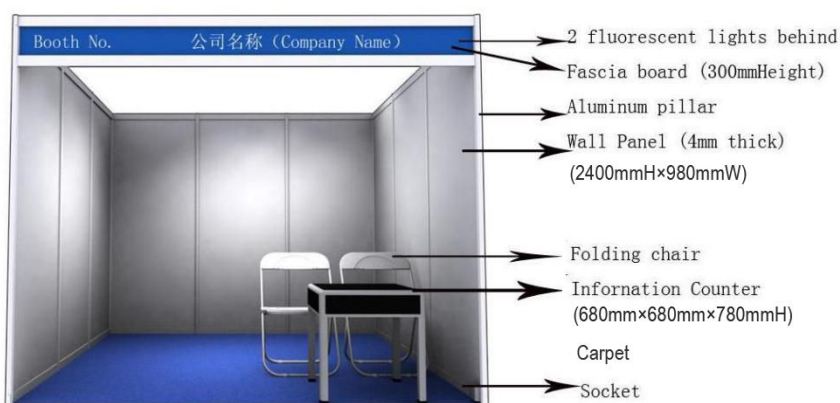 Booth No. 公司名称（Company Name）
2 fluorescent lights behind
Fascia board (300mmHeight)
Aluminum pillar
Wall Panel (4mm thick)
(2400mmH×980mmW)
Folding chair
Infornation Counter
(680mm×680mm×780mmH)
Carpet
Socket